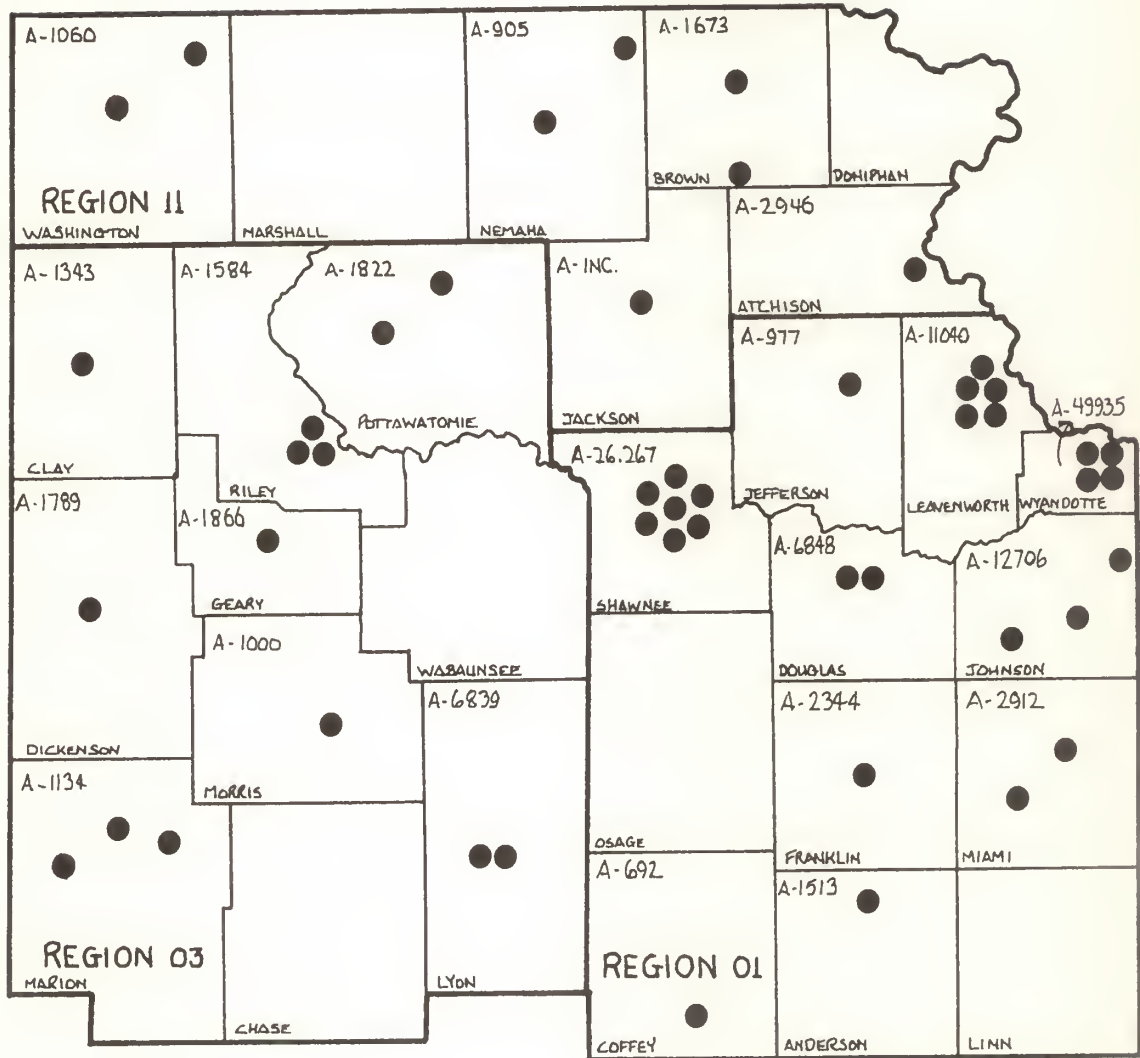 A-1060
A-905
A-1673
REGION 11
WASHINGTON
MARSHALL
NEMAHA
BROWN
DONIPHAN
A-2946
ATCHISON
A-1343
A-1584
A-1822
A-INC.
A-977
A-11040
A-49935
POTTAWATOMIE
JACKSON
CLAY
RILEY
A-26.267
JEFFERSON
LEAVENWORTH
WYANDOTTE
A-1789
A-1866
A-6848
A-12706
GEARY
SHAWNEE
A-1000
WABAUNSEE
DOUGLAS
JOHNSON
A-6839
A-2344
A-2912
DICKENSON
MORRIS
A-1134
OSAGE
FRANKLIN
MIAMI
A-692
A-1513
REGION 03
MARION
LYON
REGION 01
CHASE
COFFEY
ANDERSON
LINN